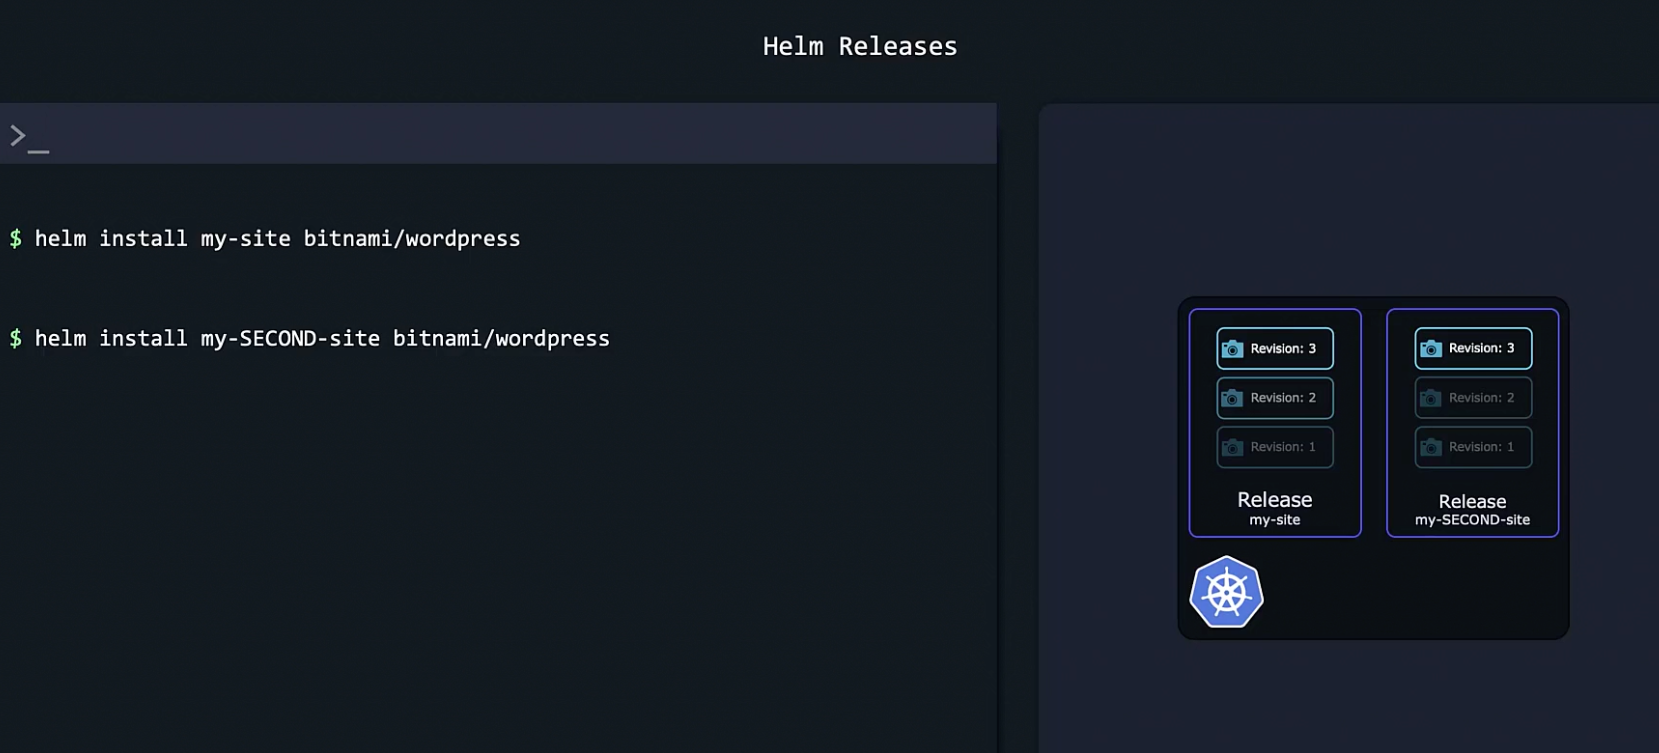 Helm Releases
>_
$ helm install my-site bitnami/wordpress
$ helm install my-SECOND-site bitnami/wordpress
Revision: 3
Revision: 2
Revision: 1
Release
my-site
Revision: 3
Revision: 2
Revision: 1
Release
my-SECOND-site